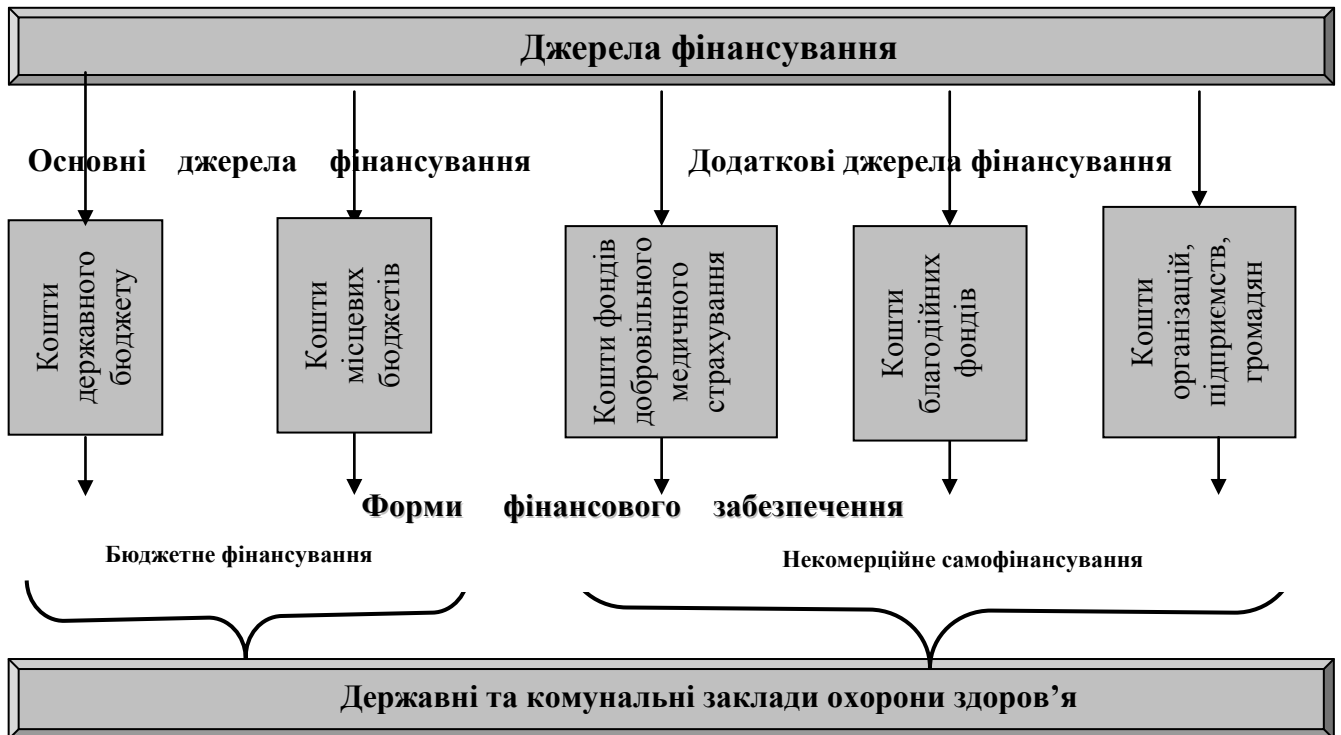 Джерела фінансування
Основні джерела фінансування
Додаткові джерела фінансування
Кошти
державного
бюджету
Кошти
місцевих
бюджетів
Кошти фондів
добровільного
медичного
страхування
Кошти
благодійних
фондів
Кошти
організацій,
підприємств,
громадян
Форми фінансового забезпечення
Бюджетне фінансування
Некомерційне самофінансування
Державні та комунальні заклади охорони здоров’я